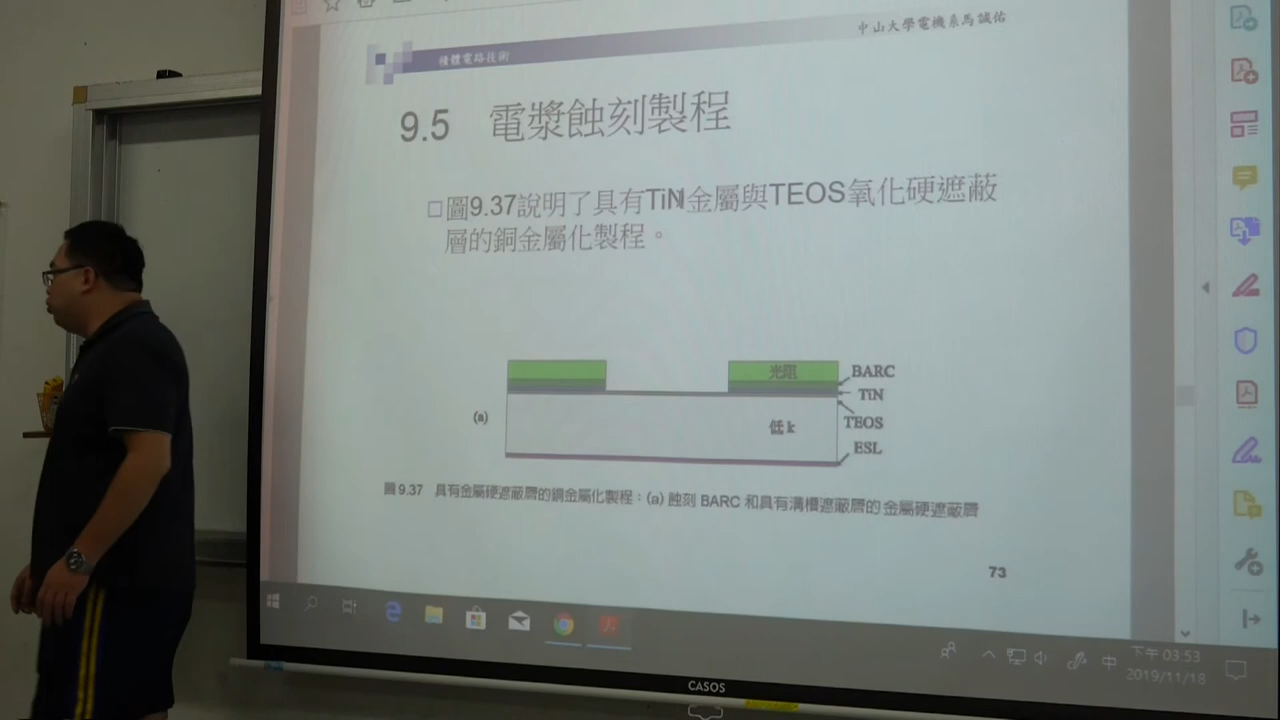 中山大學電機系馬誠佑
積體電路技術
9.5 電漿蝕刻製程
□圖9.37說明了具有TiN金屬與TEOS氧化硬遮蔽
層的銅金屬化製程。
光阻
BARC
TiN
(a)
低 k
TEOS
ESL
圖 9.37 具有金屬硬遮蔽層的銅金屬化製程：(a) 蝕刻 BARC 和具有溝槽遮蔽層的金屬硬遮蔽層
73
中
下午 03:53
2019/11/18
CASOS